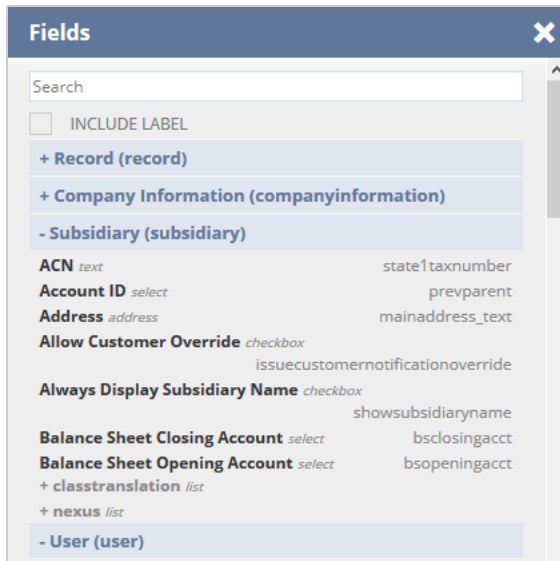 Fields
Search
INCLUDE LABEL
+ Record (record)
+ Company Information (companyinformation)
- Subsidiary (subsidiary)
ACN text state1taxnumber
Account ID select prevparent
Address address mainaddress_text
Allow Customer Override checkbox
issuecustomernotificationoverride
Always Display Subsidiary Name checkbox
showsubsidiaryname
Balance Sheet Closing Account select bsclosingacct
Balance Sheet Opening Account select bsopeningacct
+ classtranslation list
+ nexus list
- User (user)